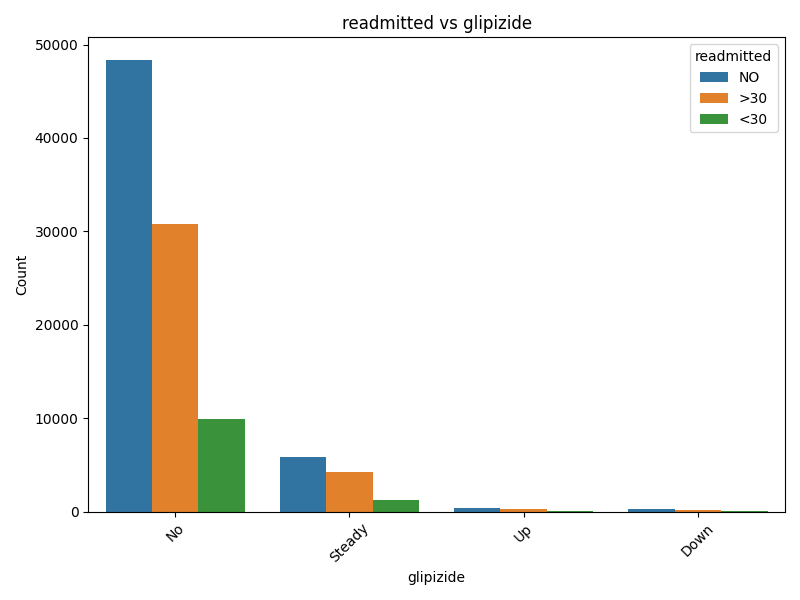 readmitted vs glipizide
readmitted
NO
>30
<30
50000
40000
30000
20000
10000
0
Count
No
Steady
Up
Down
glipizide